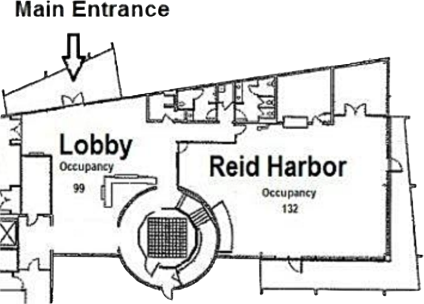 Main Entrance
Lobby
Occupancy
99
Reid Harbor
Occupancy
132